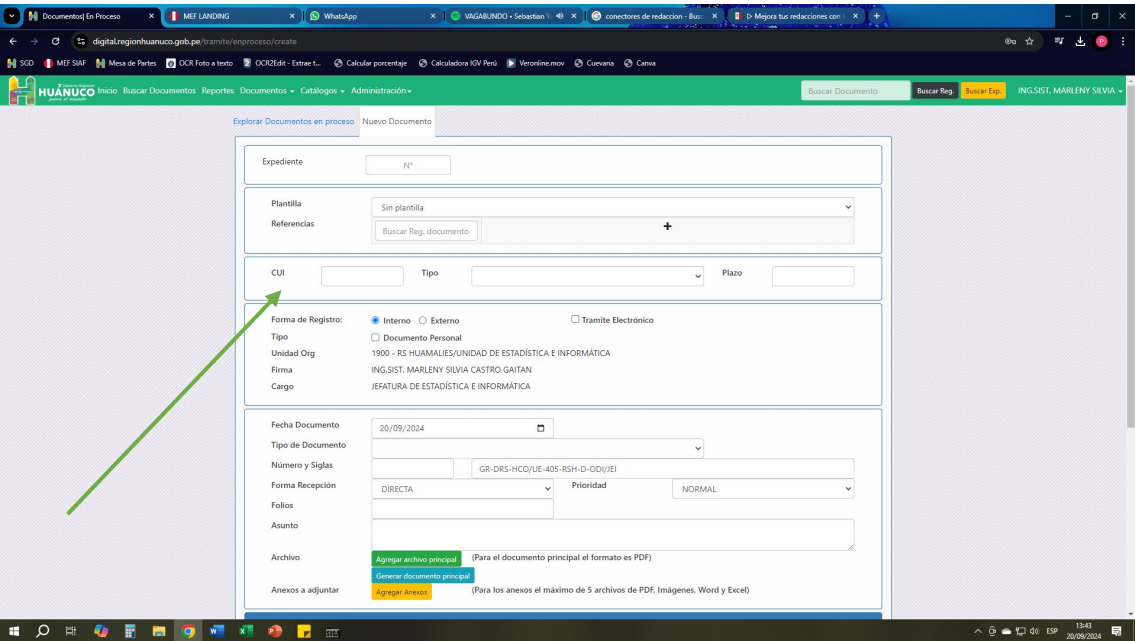 Documentos| En Proceso
MEF LANDING
WhatsApp
VAGABUNDO • Sebastian Y
conectores de redaccion - Bus
Mejora tus redacciones con
digital.regionhuanuco.gob.pe/tramite/enproceso/create
SGD MEF SIAF Mesa de Partes OCR Foto a texto OCR2Edit - Extrae t... Calcular porcentaje Calculadora IGV Perú Veronline.mov Cuevana Canva
HUÁNUCO Inicio Buscar Documentos Reportes Documentos Catálogos Administración Buscar Documento Buscar Reg. Buscar Exp. ING.SIST. MARLENY SILVIA
Explorar Documentos en proceso Nuevo Documento
Expediente N°
Plantilla Sin plantilla
Referencias Buscar Reg. documento +
CUI Tipo Plazo
Forma de Registro: Interno Externo Tramite Electrónico
Tipo Documento Personal
Unidad Org 1900 - RS HUAMALIES/UNIDAD DE ESTADÍSTICA E INFORMÁTICA
Firma ING.SIST. MARLENY SILVIA CASTRO GAITAN
Cargo JEFATURA DE ESTADÍSTICA E INFORMÁTICA
Fecha Documento 20/09/2024
Tipo de Documento
Número y Siglas GR-DRS-HCO/UE-405-RSH-D-ODI/JEI
Forma Recepción DIRECTA Prioridad NORMAL
Folios
Asunto
Archivo Agregar archivo principal (Para el documento principal el formato es PDF)
Generar documento principal
Anexos a adjuntar Agregar Anexos (Para los anexos el máximo de 5 archivos de PDF, Imágenes, Word y Excel)
ESP 13:43
20/09/2024